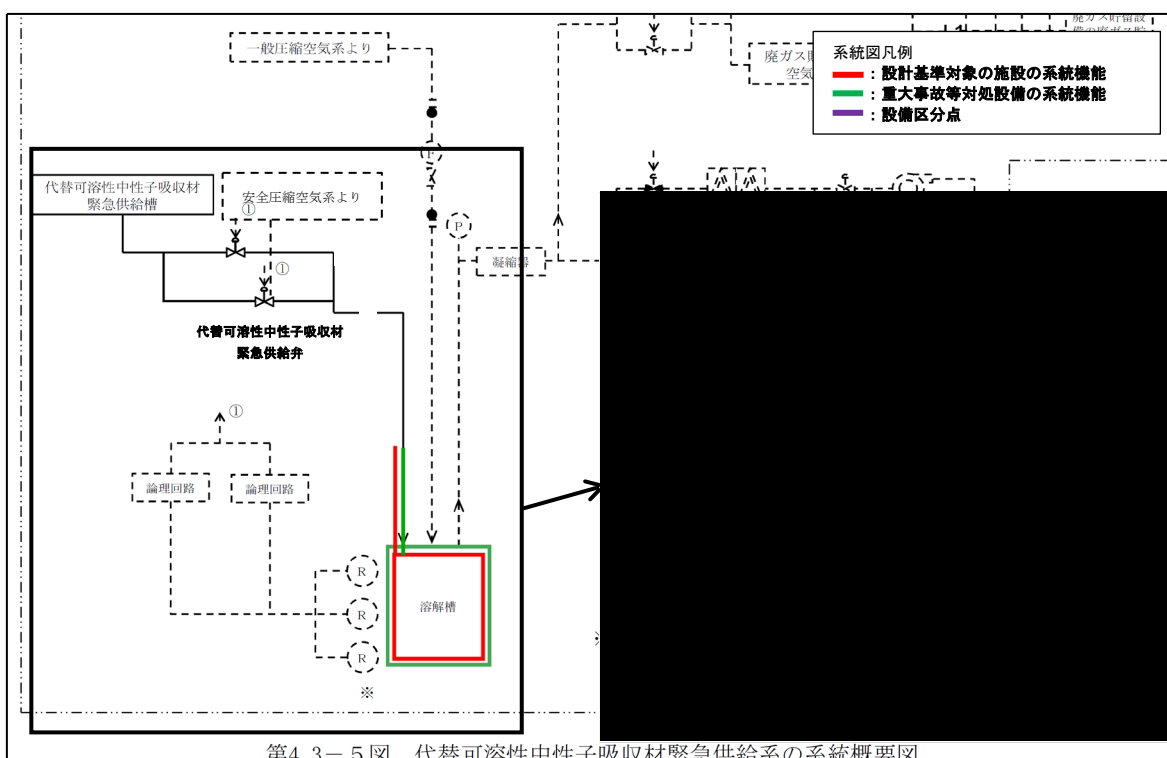 一般圧縮空気系より
系統図凡例
：設計基準対象の施設の系統機能
：重大事故等対処設備の系統機能
：設備区分点
代替可溶性中性子吸収材
緊急供給槽
安全圧縮空気系より
①
P
凝縮器
①
代替可溶性中性子吸収材
緊急供給弁
①
論理回路
論理回路
R
R
R
溶解槽
※
第4.3－5図　代替可溶性中性子吸収材緊急供給系の系統概要図